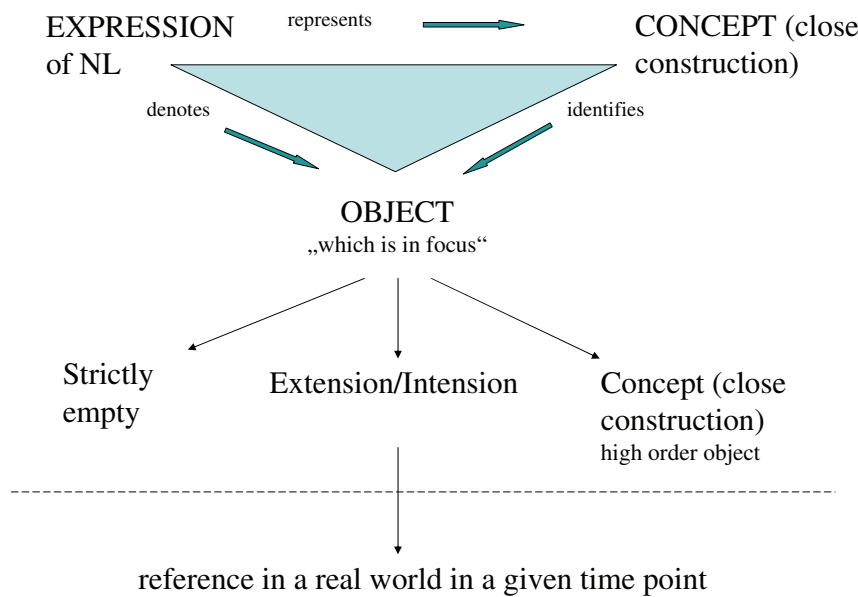 EXPRESSION
of NL
represents
CONCEPT (close
construction)
denotes
identifies
OBJECT
„which is in focus“
Strictly
empty
Extension/Intension
Concept (close
construction)
high order object
reference in a real world in a given time point